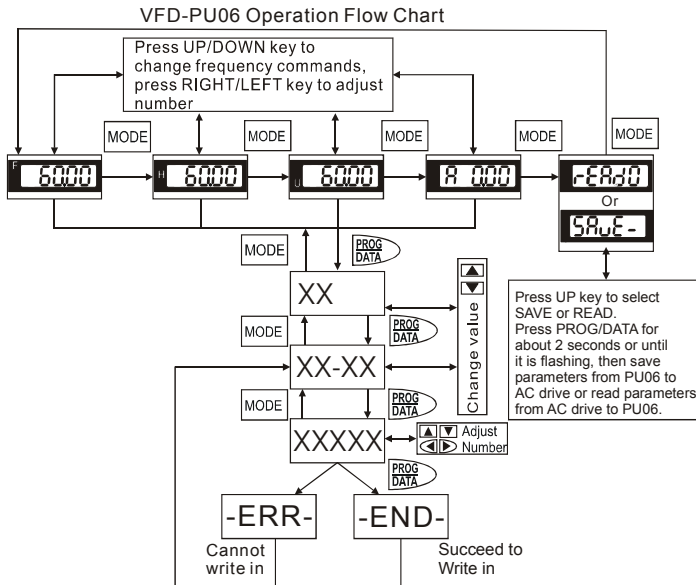 VFD-PU06 Operation Flow Chart
Press UP/DOWN key to
change frequency commands,
press RIGHT/LEFT key to adjust
number
MODE
MODE
MODE
MODE
MODE
F 60.00
H 60.00
U 60.00
A 0.00
rEAd0
Or
SAvE-
MODE
PROG
DATA
XX
MODE
PROG
DATA
XX-XX
MODE
PROG
DATA
XXXXX
PROG
DATA
▲
▼
Change value
▲ ▼ Adjust
◀ ▶ Number
Press UP key to select
SAVE or READ.
Press PROG/DATA for
about 2 seconds or until
it is flashing, then save
parameters from PU06 to
AC drive or read parameters
from AC drive to PU06.
-ERR-
-END-
Cannot
write in
Succeed to
Write in